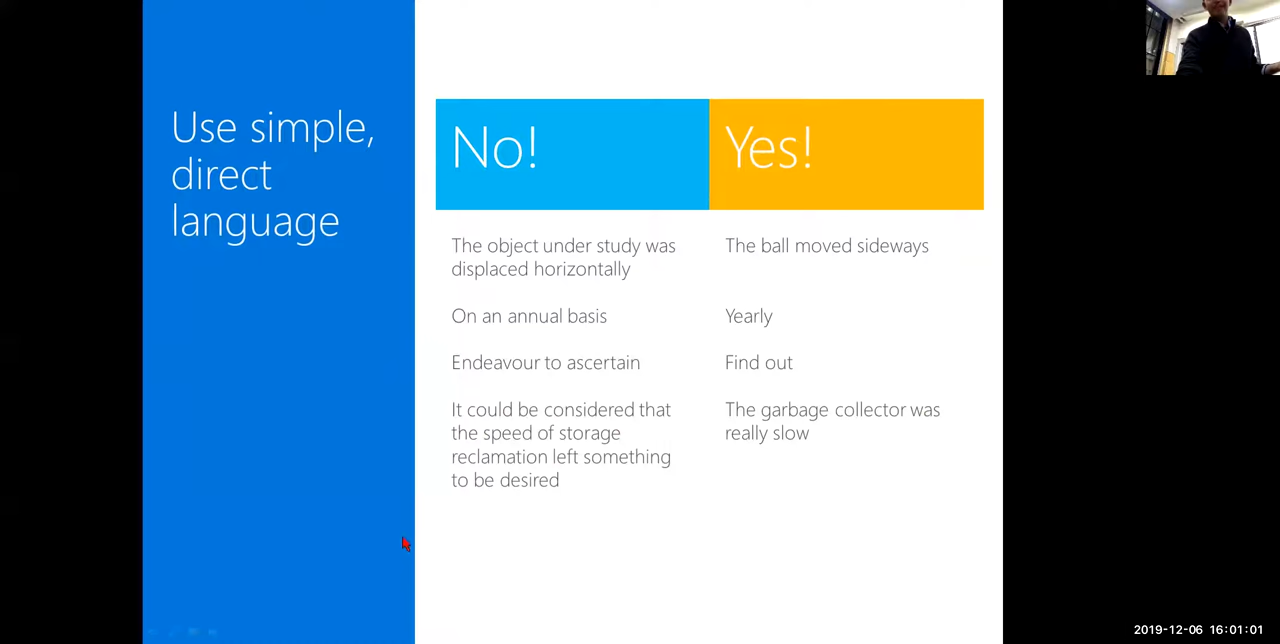 Use simple,
direct
language
No!
Yes!
The object under study was
displaced horizontally
The ball moved sideways
On an annual basis
Yearly
Endeavour to ascertain
Find out
It could be considered that
the speed of storage
reclamation left something
to be desired
The garbage collector was
really slow
2019-12-06 16:01:01